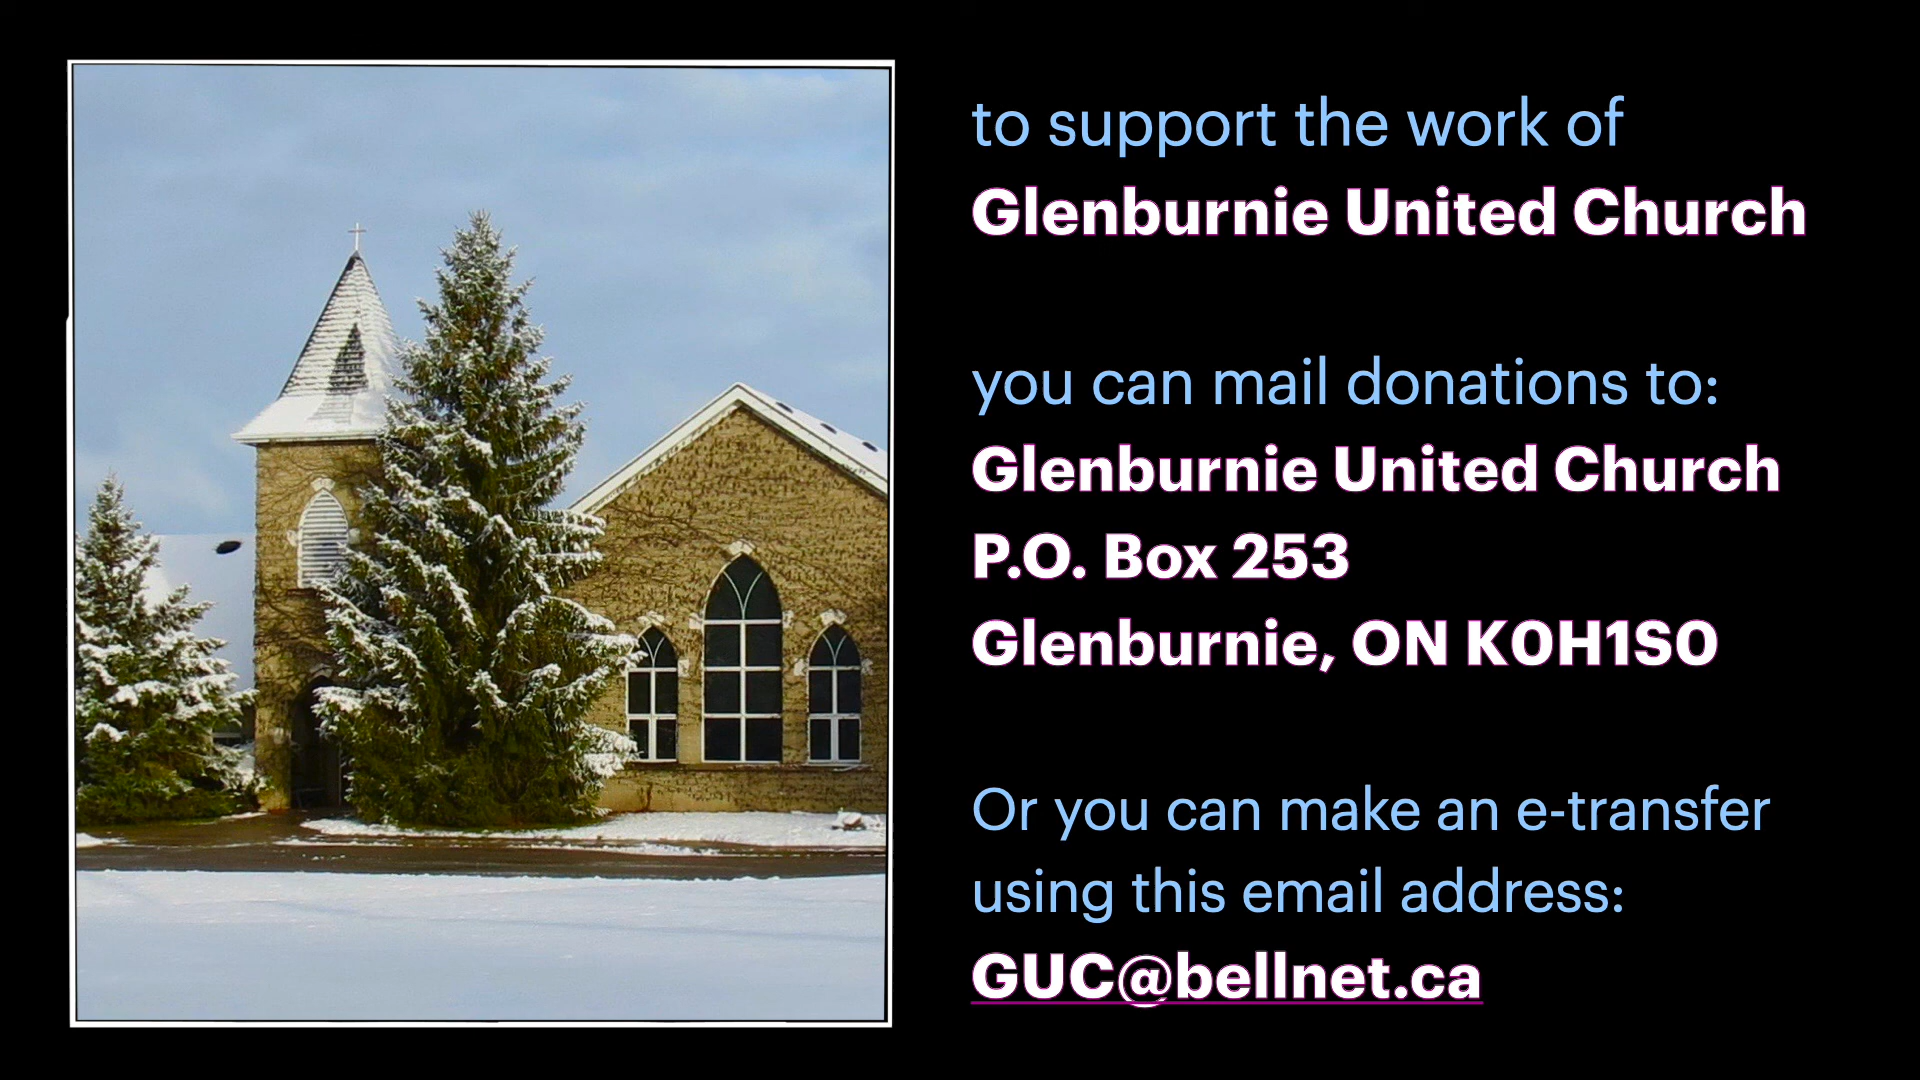 to support the work of
Glenburnie United Church
you can mail donations to:
Glenburnie United Church
P.O. Box 253
Glenburnie, ON K0H1S0
Or you can make an e-transfer
using this email address:
GUC@bellnet.ca